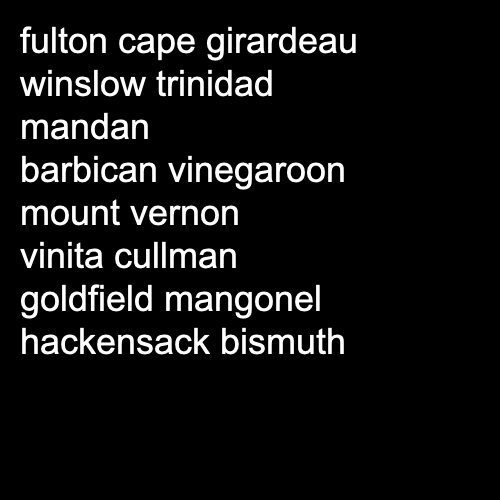 fulton cape girardeau
winslow trinidad
mandan
barbican vinegaroon
mount vernon
vinita cullman
goldfield mangonel
hackensack bismuth